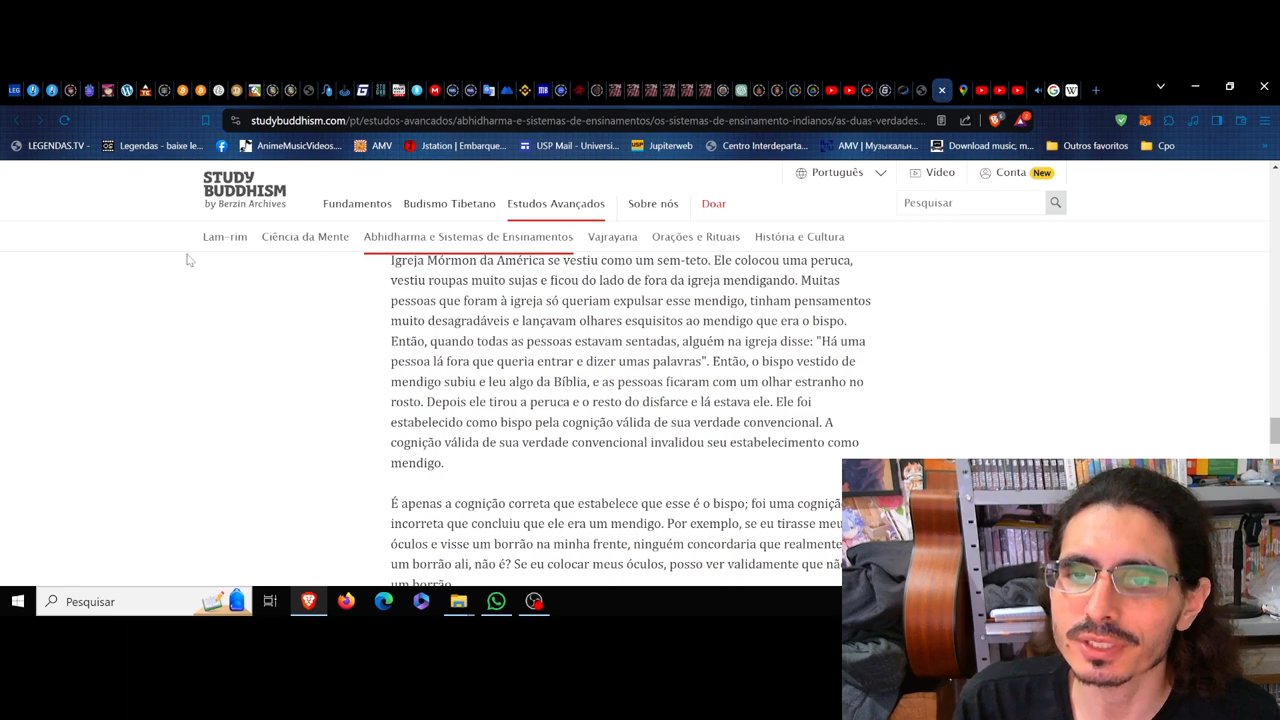 studybuddhism.com/pt/estudos-avancados/abhidharma-e-sistemas-de-ensinamentos/os-sistemas-de-ensinamento-indianos/as-duas-verdades...
LEGENDAS.TV - Legendas - baixe le... AnimeMusicVideos.... AMV Jstation | Embarque... USP Mail - Universi... Jupiterweb Centro Interdeparta... AMV | Музыкальн... Download music, m... Outros favoritos Cpo
STUDY
BUDDHISM
by Berzin Archives
Português Vídeo Conta New
Fundamentos Budismo Tibetano Estudos Avançados Sobre nós Doar Pesquisar
Lam-rim Ciência da Mente Abhidharma e Sistemas de Ensinamentos Vajrayana Orações e Rituais História e Cultura
Igreja Mórmon da América se vestiu como um sem-teto. Ele colocou uma peruca,
vestiu roupas muito sujas e ficou do lado de fora da igreja mendigando. Muitas
pessoas que foram à igreja só queriam expulsar esse mendigo, tinham pensamentos
muito desagradáveis e lançavam olhares esquisitos ao mendigo que era o bispo.
Então, quando todas as pessoas estavam sentadas, alguém na igreja disse: "Há uma
pessoa lá fora que queria entrar e dizer umas palavras". Então, o bispo vestido de
mendigo subiu e leu algo da Bíblia, e as pessoas ficaram com um olhar estranho no
rosto. Depois ele tirou a peruca e o resto do disfarce e lá estava ele. Ele foi
estabelecido como bispo pela cognição válida de sua verdade convencional. A
cognição válida de sua verdade convencional invalidou seu estabelecimento como
mendigo.
É apenas a cognição correta que estabelece que esse é o bispo; foi uma cogniçã
incorreta que concluiu que ele era um mendigo. Por exemplo, se eu tirasse meu
óculos e visse um borrão na minha frente, ninguém concordaria que realmente
um borrão ali, não é? Se eu colocar meus óculos, posso ver validamente que nã
um borrão
Pesquisar